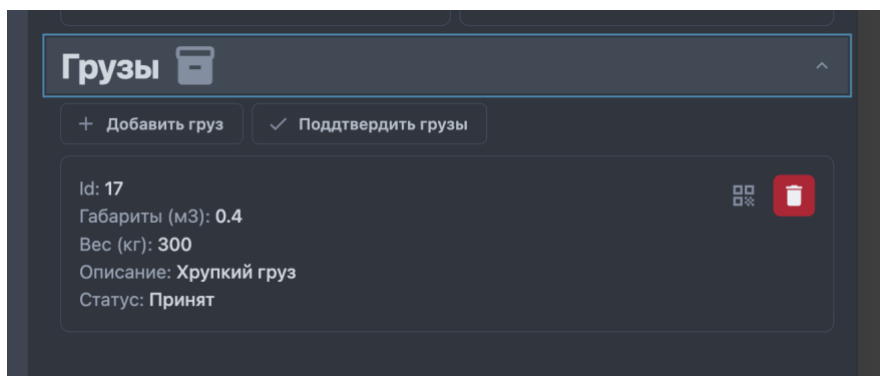 Грузы
Добавить груз
Поддтвердить грузы
Id: 17
Габариты (м3): 0.4
Вес (кг): 300
Описание: Хрупкий груз
Статус: Принят